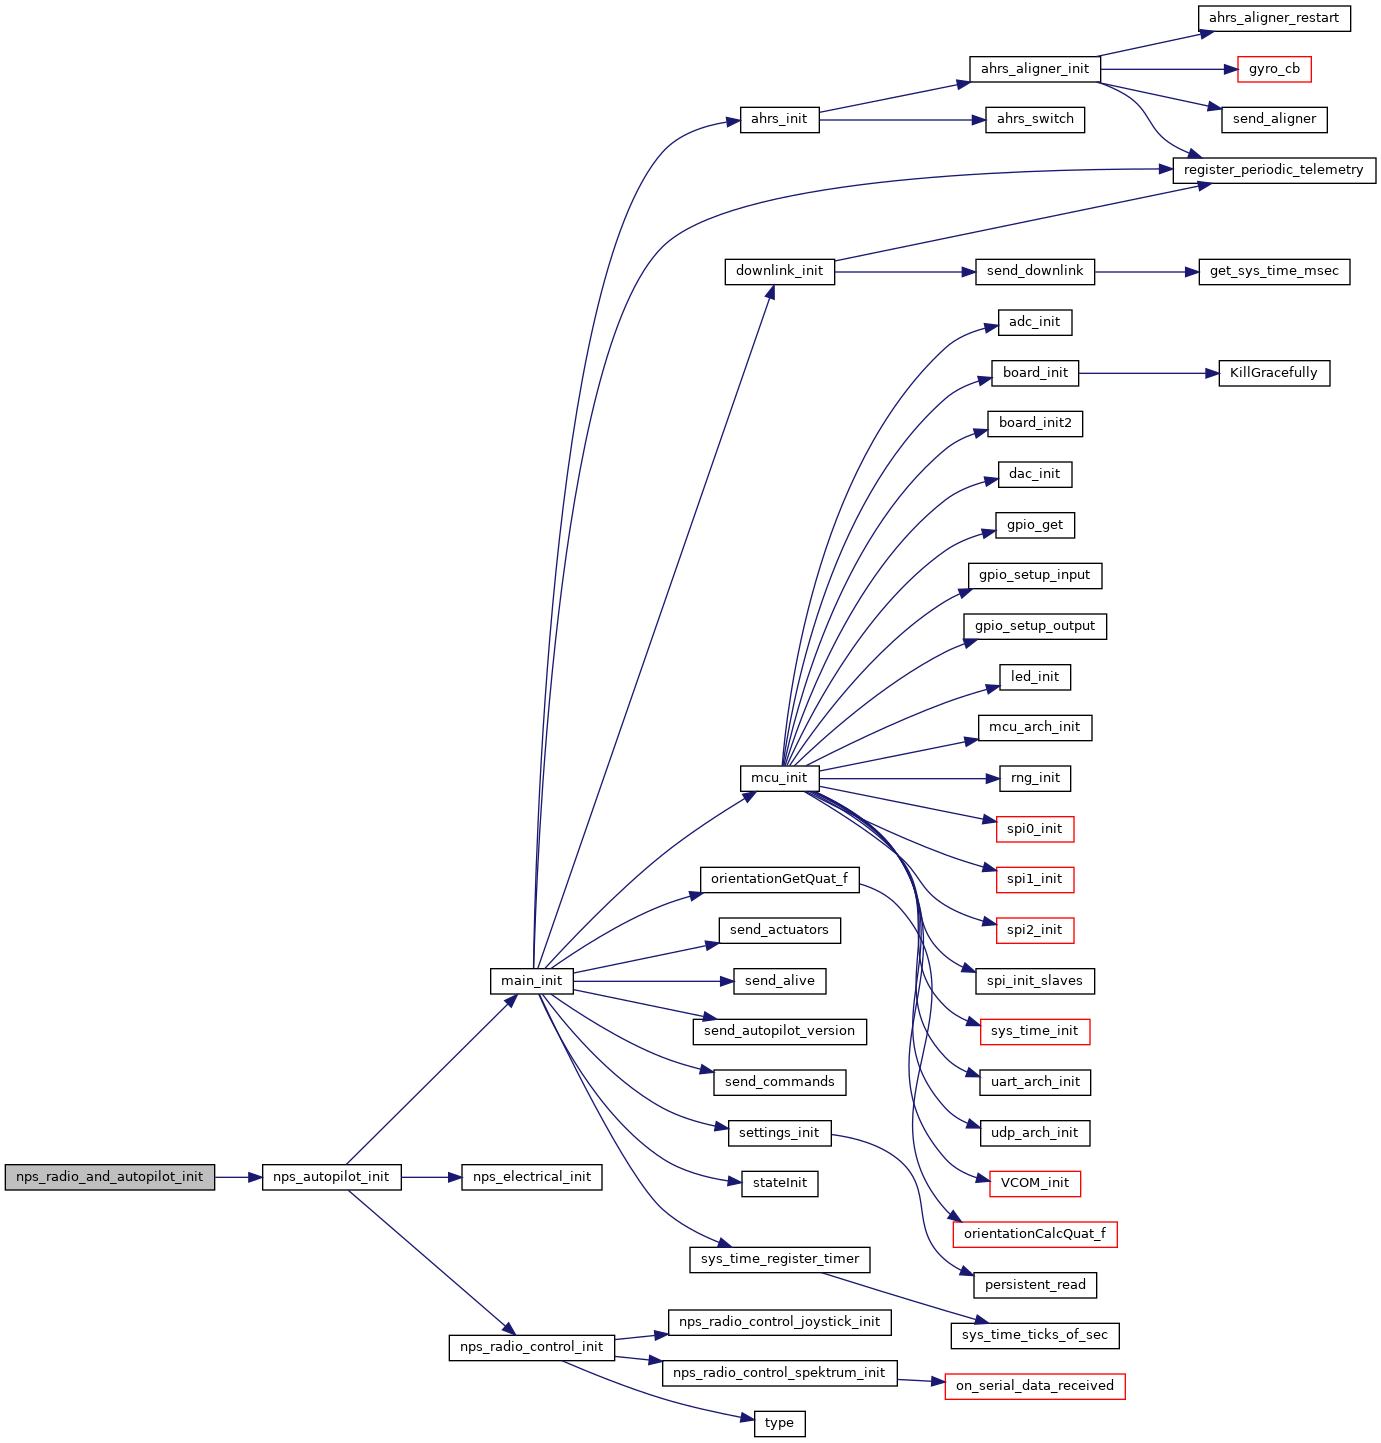 ahrs_aligner_restart
ahrs_aligner_init
gyro_cb
ahrs_init
ahrs_switch
send_aligner
register_periodic_telemetry
downlink_init
send_downlink
get_sys_time_msec
adc_init
board_init
KillGracefully
board_init2
dac_init
gpio_get
gpio_setup_input
gpio_setup_output
led_init
mcu_arch_init
mcu_init
rng_init
spi0_init
orientationGetQuat_f
spi1_init
send_actuators
spi2_init
main_init
send_alive
spi_init_slaves
send_autopilot_version
sys_time_init
send_commands
uart_arch_init
settings_init
udp_arch_init
nps_radio_and_autopilot_init
nps_autopilot_init
nps_electrical_init
stateInit
VCOM_init
orientationCalcQuat_f
sys_time_register_timer
persistent_read
nps_radio_control_joystick_init
sys_time_ticks_of_sec
nps_radio_control_init
nps_radio_control_spektrum_init
on_serial_data_received
type